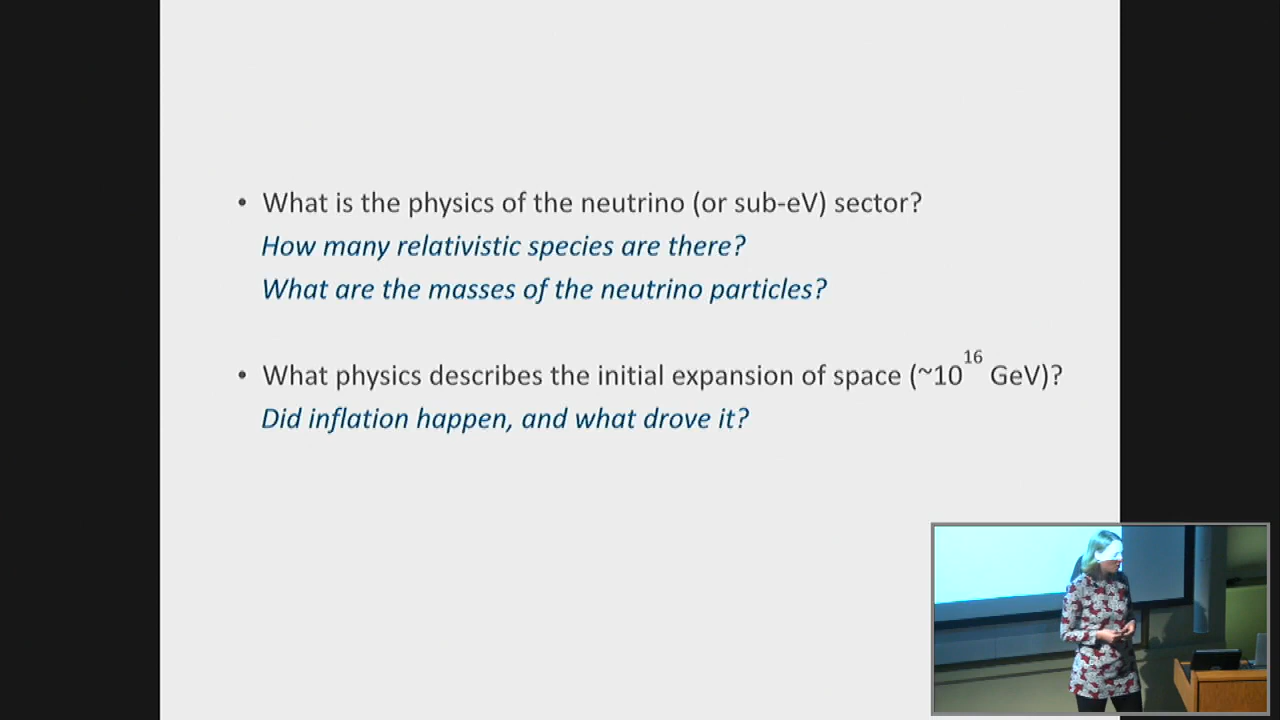 • What is the physics of the neutrino (or sub-eV) sector?
How many relativistic species are there?
What are the masses of the neutrino particles?
• What physics describes the initial expansion of space (~10¹⁶ GeV)?
Did inflation happen, and what drove it?